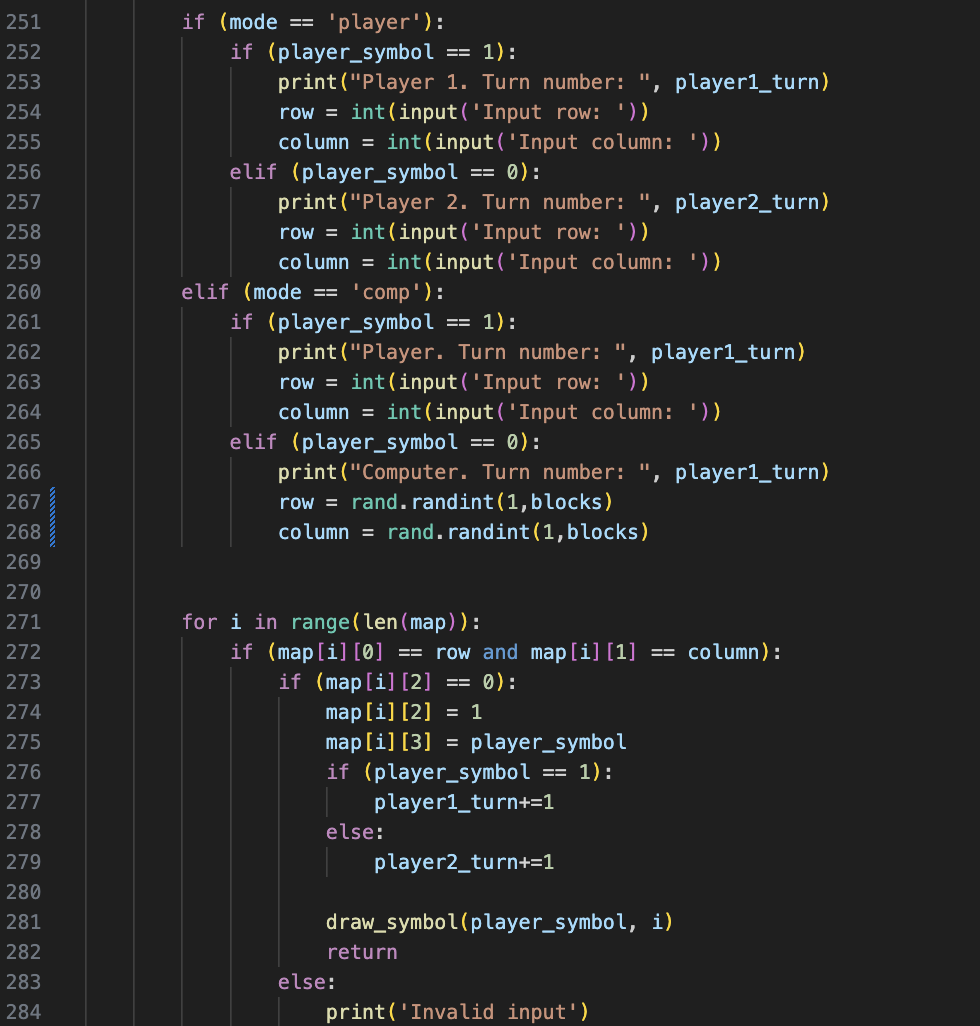 251 if (mode == 'player'):
252 if (player_symbol == 1):
253 print("Player 1. Turn number: ", player1_turn)
254 row = int(input('Input row: '))
255 column = int(input('Input column: '))
256 elif (player_symbol == 0):
257 print("Player 2. Turn number: ", player2_turn)
258 row = int(input('Input row: '))
259 column = int(input('Input column: '))
260 elif (mode == 'comp'):
261 if (player_symbol == 1):
262 print("Player. Turn number: ", player1_turn)
263 row = int(input('Input row: '))
264 column = int(input('Input column: '))
265 elif (player_symbol == 0):
266 print("Computer. Turn number: ", player1_turn)
267 row = rand.randint(1,blocks)
268 column = rand.randint(1,blocks)
269
270
271 for i in range(len(map)):
272 if (map[i][0] == row and map[i][1] == column):
273 if (map[i][2] == 0):
274 map[i][2] = 1
275 map[i][3] = player_symbol
276 if (player_symbol == 1):
277 player1_turn+=1
278 else:
279 player2_turn+=1
280
281 draw_symbol(player_symbol, i)
282 return
283 else:
284 print('Invalid input')